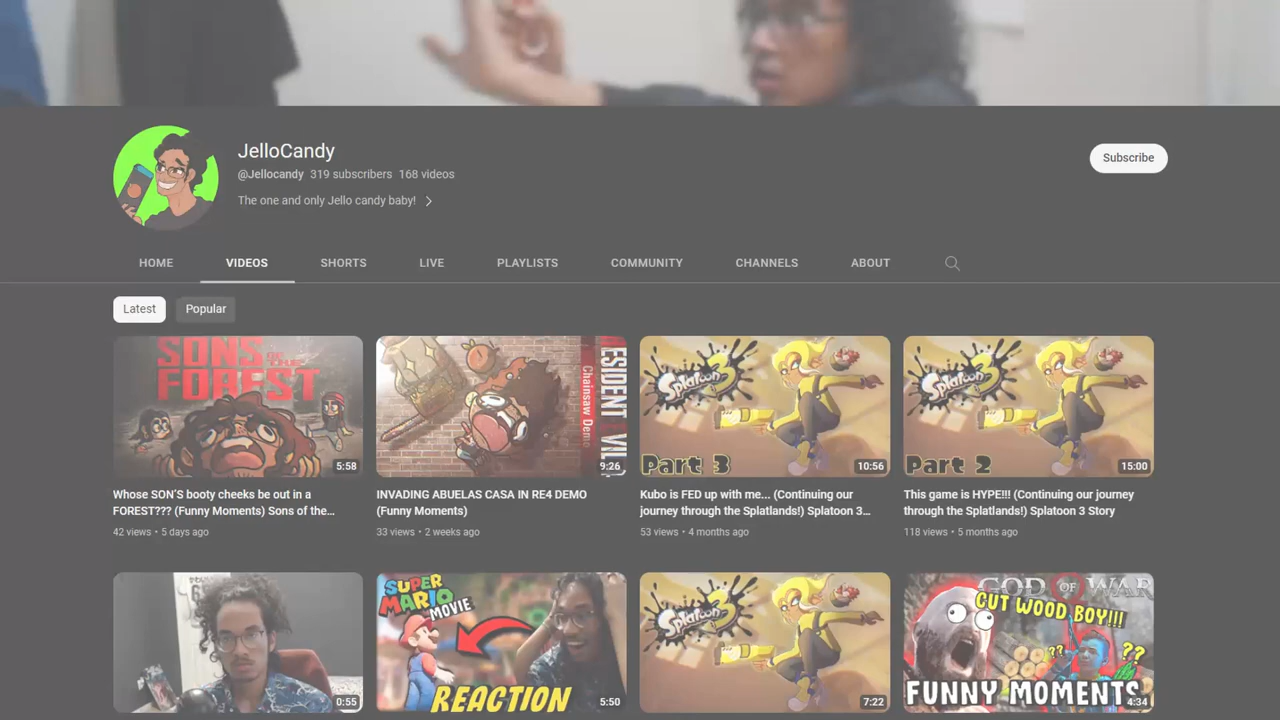 JelloCandy
@Jellocandy 319 subscribers 168 videos
The one and only Jello candy baby!
Subscribe
HOME VIDEOS SHORTS LIVE PLAYLISTS COMMUNITY CHANNELS ABOUT
Latest Popular
SONS OF THE
FOREST
5:58
ESIDENT VIL
Chainsaw Demo
9:26
Splatoon 3
Part 3
10:56
Splatoon 3
Part 2
15:00
Whose SON'S booty cheeks be out in a
FOREST??? (Funny Moments) Sons of the...
42 views • 5 days ago
INVADING ABUELAS CASA IN RE4 DEMO
(Funny Moments)
33 views • 2 weeks ago
Kubo is FED up with me... (Continuing our
journey through the Splatlands!) Splatoon 3...
53 views • 4 months ago
This game is HYPE!!! (Continuing our journey
through the Splatlands!) Splatoon 3 Story
118 views • 5 months ago
0:55
SUPER
MARIO
MOVIE
REACTION
5:50
Splatoon 3
7:22
GOD OF WAR
CUT WOOD BOY!!!
??
??
FUNNY MOMENTS
4:34